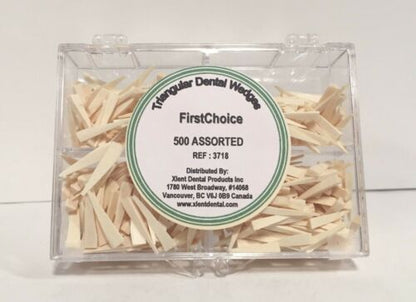 Triangular Dental Wedges
FirstChoice
500 ASSORTED
REF : 3718
Distributed By:
Xlent Dental Products Inc
1780 West Broadway, #14068
Vancouver, BC V6J 0B9 Canada
www.xlentdental.com